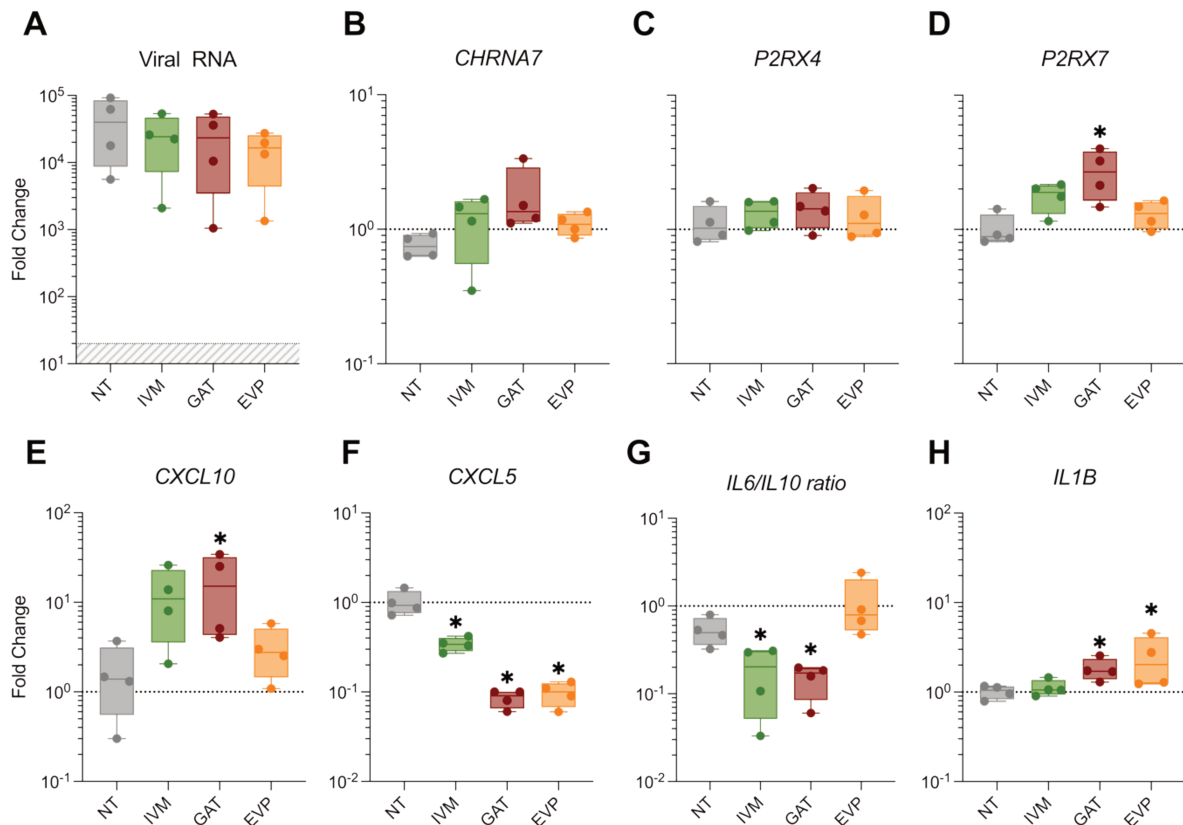 A
Viral RNA
Fold Change
10^5
10^4
10^3
10^2
10^1
NT
IVM
GAT
EVP
B
CHRNA7
10^1
10^0
10^-1
NT
IVM
GAT
EVP
*
C
P2RX4
NT
IVM
GAT
EVP
D
P2RX7
*
NT
IVM
GAT
EVP
E
CXCL10
Fold Change
10^2
10^1
10^0
10^-1
*
NT
IVM
GAT
EVP
F
CXCL5
10^1
10^0
10^-1
10^-2
*
*
*
NT
IVM
GAT
EVP
G
IL6/IL10 ratio
10^1
10^0
10^-1
10^-2
*
*
NT
IVM
GAT
EVP
H
IL1B
10^2
10^1
10^0
10^-1
*
*
NT
IVM
GAT
EVP